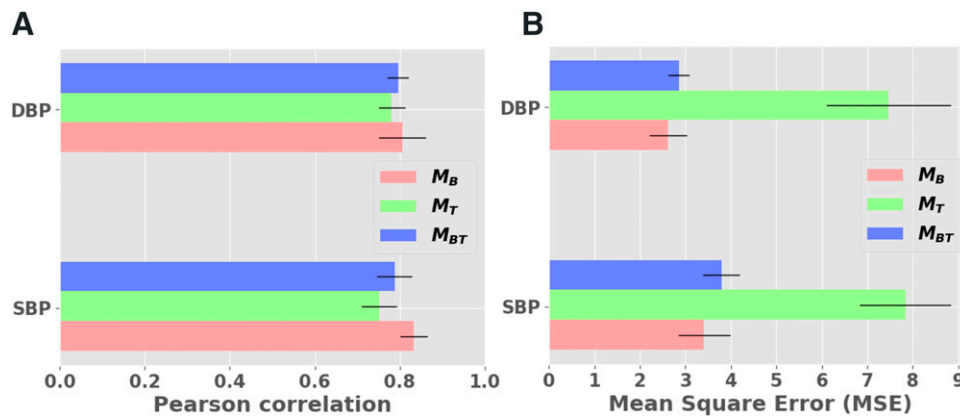 A
DBP
SBP
M_B
M_T
M_BT
0.0 0.2 0.4 0.6 0.8 1.0
Pearson correlation
B
DBP
SBP
M_B
M_T
M_BT
0 1 2 3 4 5 6 7 8 9
Mean Square Error (MSE)